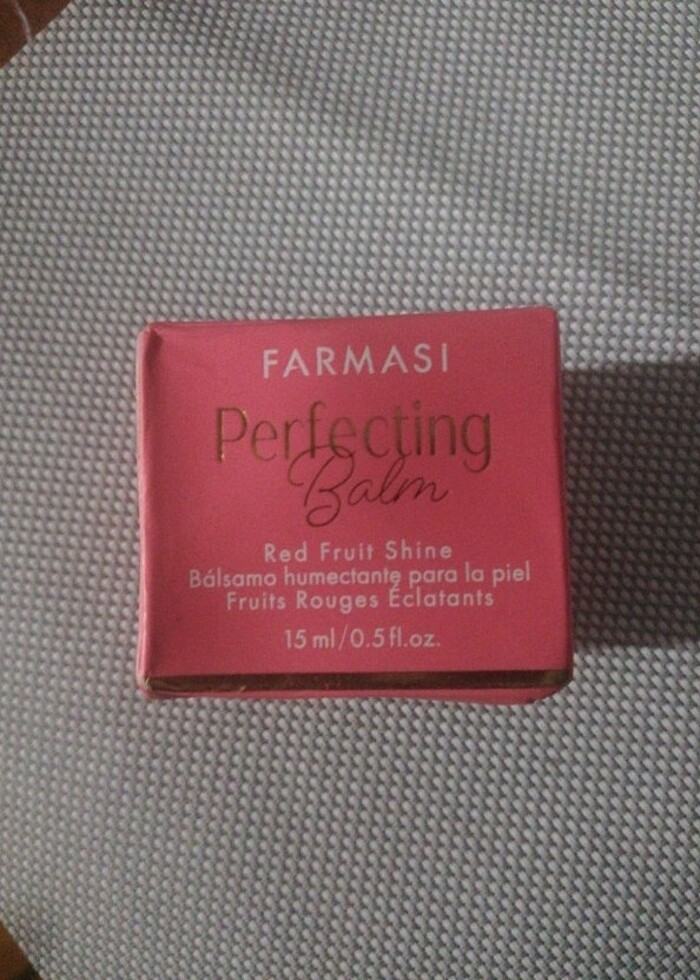 FARMASİ
Perfecting
Balm
Red Fruit Shine
Bálsamo humectante para la piel
Fruits Rouges Éclatants
15 ml/0.5 fl.oz.